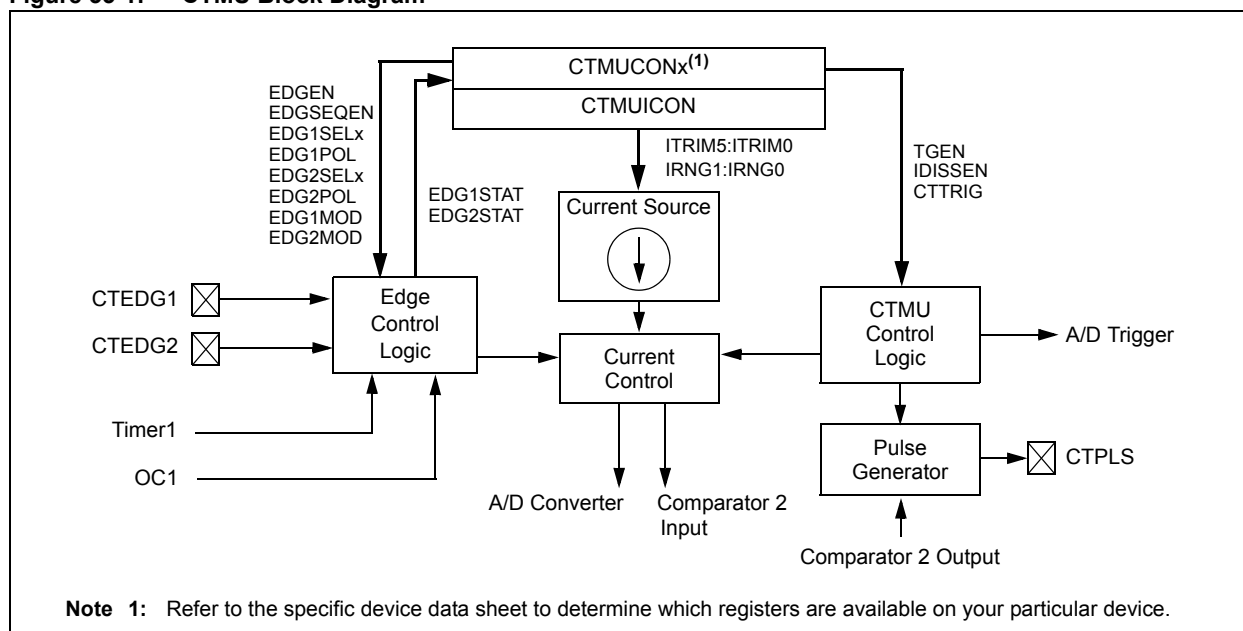 CTMUCONx(1)
CTMUICON
EDGEN
EDGSEQEN
EDG1SELx
EDG1POL
EDG2SELx
EDG2POL
EDG1MOD
EDG2MOD
EDG1STAT
EDG2STAT
ITRIM5:ITRIM0
IRNG1:IRNG0
TGEN
IDISSEN
CTTRIG
Current Source
CTEDG1
CTEDG2
Edge
Control
Logic
Current
Control
CTMU
Control
Logic
A/D Trigger
Timer1
OC1
Pulse
Generator
CTPLS
A/D Converter
Comparator 2
Input
Comparator 2 Output
Note 1: Refer to the specific device data sheet to determine which registers are available on your particular device.